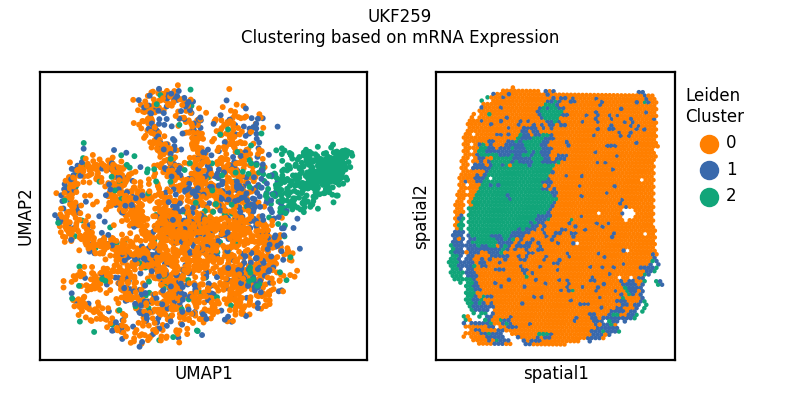 UKF259
Clustering based on mRNA Expression
UMAP2
UMAP1
spatial2
spatial1
Leiden
Cluster
0
1
2